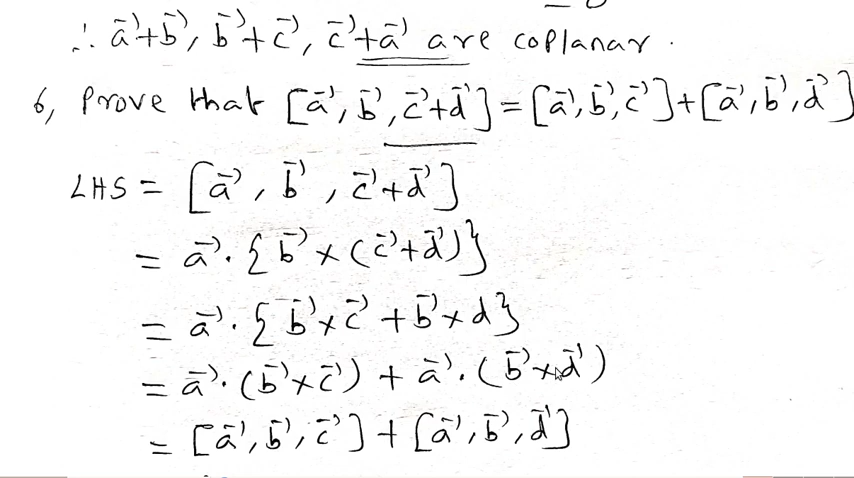 ∴ a⃗+b⃗, b⃗+c⃗, c⃗+a⃗ are coplanar.
6, Prove that [a⃗, b⃗, c⃗+d⃗] = [a⃗, b⃗, c⃗] + [a⃗, b⃗, d⃗]
LHS = [a⃗, b⃗, c⃗+d⃗]
= a⃗. {b⃗ × (c⃗+d⃗)}
= a⃗. {b⃗×c⃗ + b⃗×d}
= a⃗. (b⃗×c⃗) + a⃗. (b⃗×d⃗)
= [a⃗, b⃗, c⃗] + [a⃗, b⃗, d⃗]